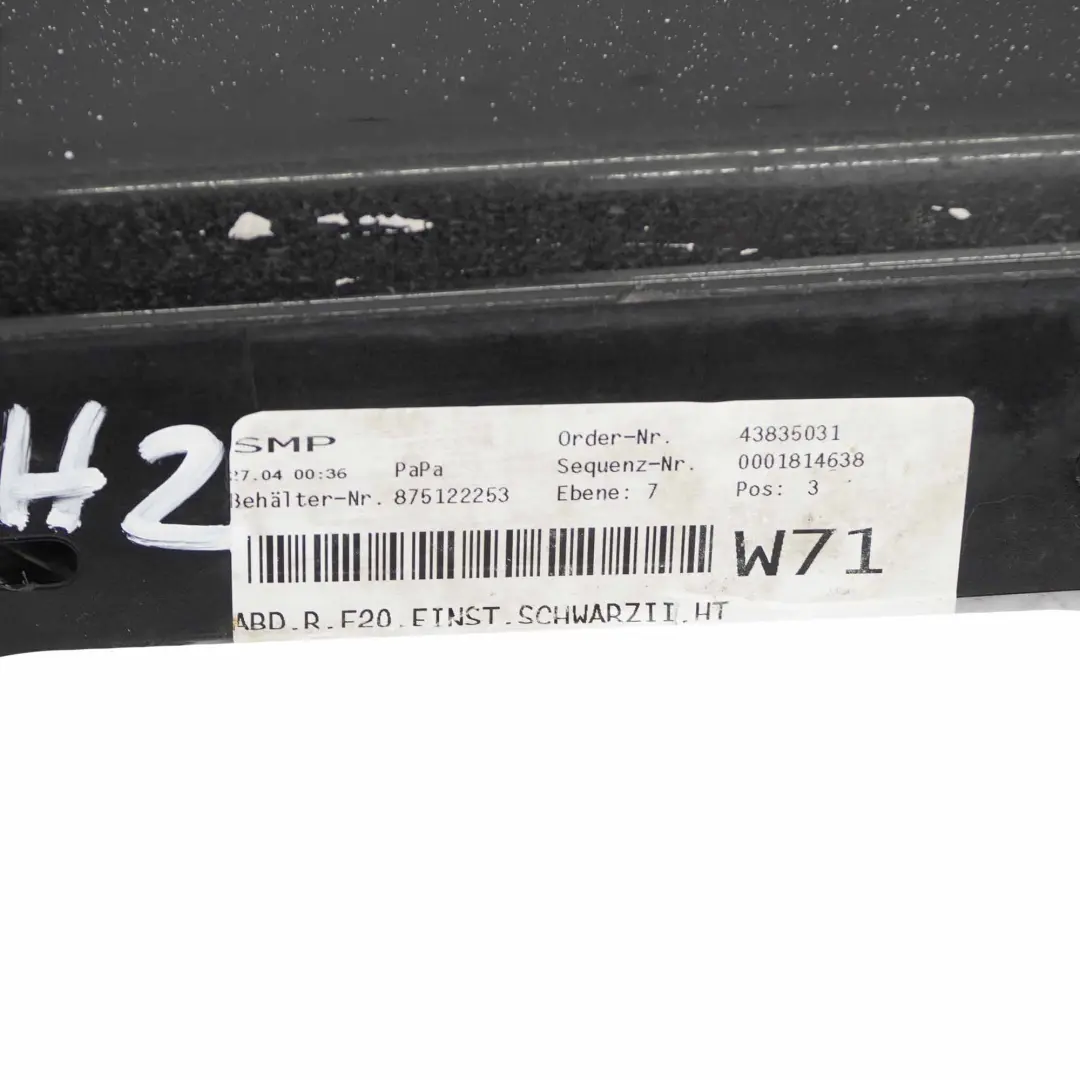 H2
SMP
27.04 00:36 PaPa
Behälter-Nr. 875122253
Order-Nr. 43835031
Sequenz-Nr. 0001814638
Ebene: 7 Pos: 3
W71
ABD.R.F20.EINST.SCHWARZII.HT